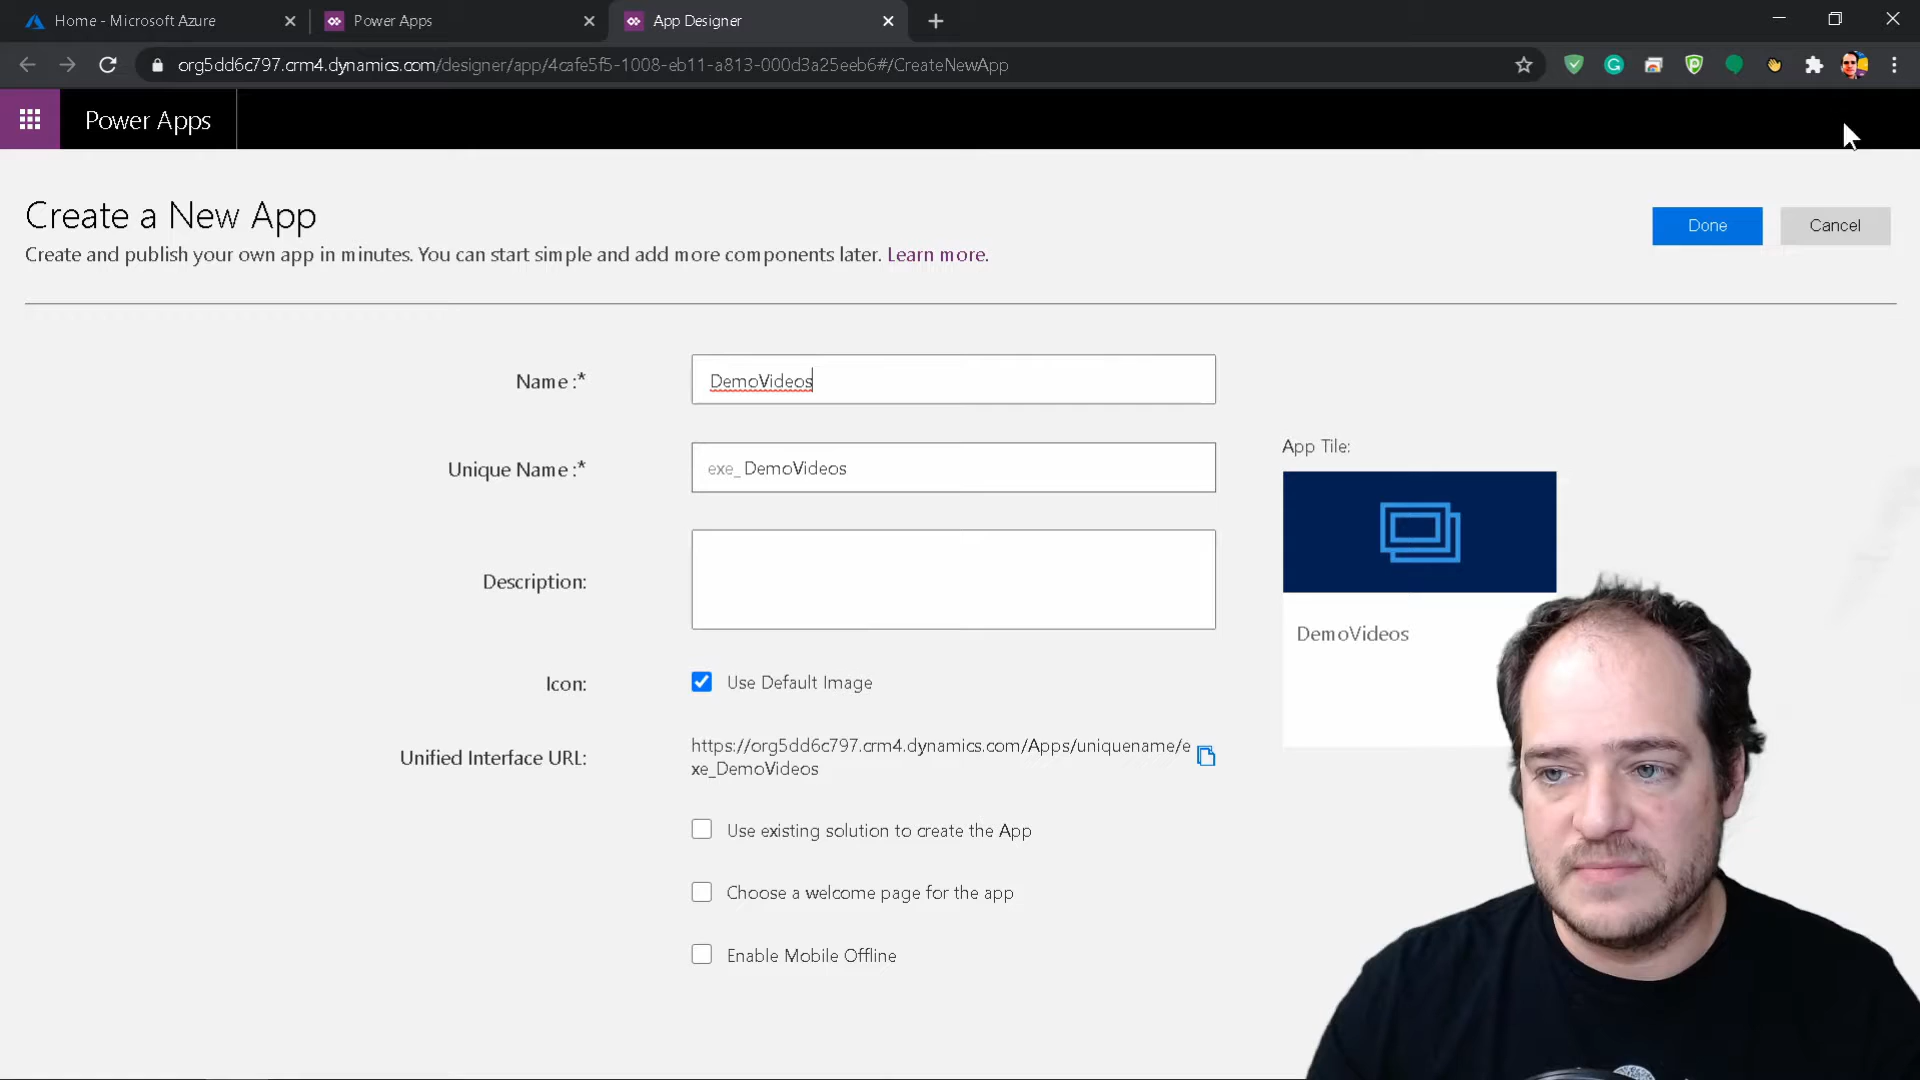 Home - Microsoft Azure
Power Apps
App Designer
org5dd6c797.crm4.dynamics.com/designer/app/4cafe5f5-1008-eb11-a813-000d3a25eeb6#/CreateNewApp
Power Apps
Create a New App
Done
Cancel
Create and publish your own app in minutes. You can start simple and add more components later. Learn more.
Name :*
DemoVideos
App Tile:
Unique Name :*
exe_ DemoVideos
Description:
DemoVideos
Icon:
Use Default Image
Unified Interface URL:
https://org5dd6c797.crm4.dynamics.com/Apps/uniquename/e
xe_DemoVideos
Use existing solution to create the App
Choose a welcome page for the app
Enable Mobile Offline